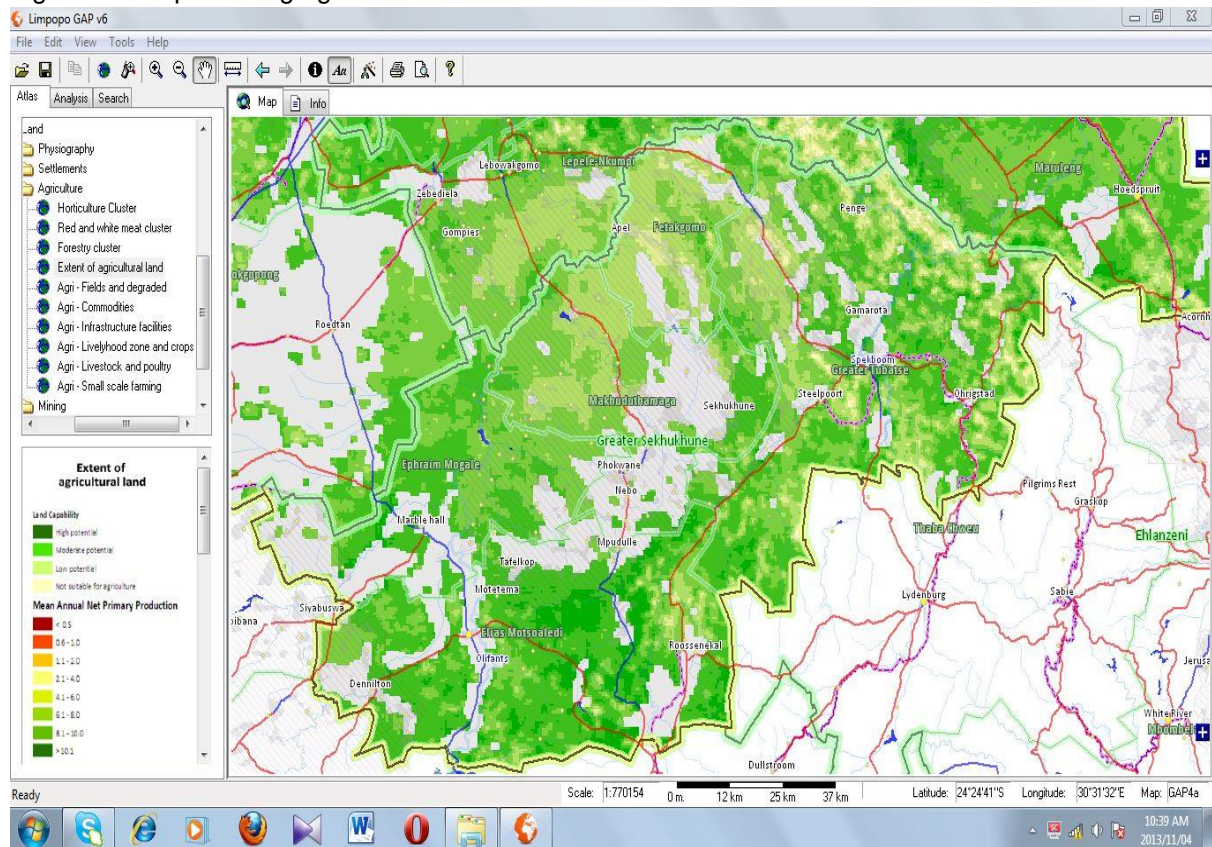 Limpopo GAP v6
File Edit View Tools Help
Atlas Analysis Search
Land
Physiography
Settlements
Agriculture
Horticulture Cluster
Red and white meat cluster
Forestry cluster
Extent of agricultural land
Agri - Fields and degraded
Agri - Commodities
Agri - Infrastructure facilities
Agri - Livelyhood zone and crops
Agri - Livestock and poultry
Agri - Small scale farming
Mining
Extent of
agricultural land
Land Capability
High potential
Moderate potential
Low potential
Not suitable for agriculture
Mean Annual Net Primary Production
< 0.5
0.6 - 1.0
1.1 - 2.0
2.1 - 4.0
4.1 - 6.0
6.1 - 8.0
8.1 - 10.0
> 10.1
Map Info
Lebowakgomo
Lepele-Nkumpi
Maruleng
Hoedspruit
Zebediela
Penge
Gompies
Apel
Fetakgomo
okgopong
Gamarota
Acornh
Roedtan
Spekboom
Greater Tubatse
Steelpoort
Ohrigstad
Makhuduthamaga
Sekhukhune
Greater Sekhukhune
Ephraim Mogale
Phokwane
Nebo
Pilgrims Rest
Graskop
Marble hall
Thaba Chweu
Ehlanzeni
Mpudulle
Tafelkop
Motetema
Lydenburg
Sabie
Siyabuswa
pibana
Elias Motsoaledi
Roossenekal
Olifants
Jerusa
Dennilton
White River
Mbombel
Dullstroom
Ready
Scale: 1:770154
0 m. 12 km 25 km 37 km
Latitude: 24°24'41"S Longitude: 30°31'32"E Map: GAP4a
10:39 AM
2013/11/04